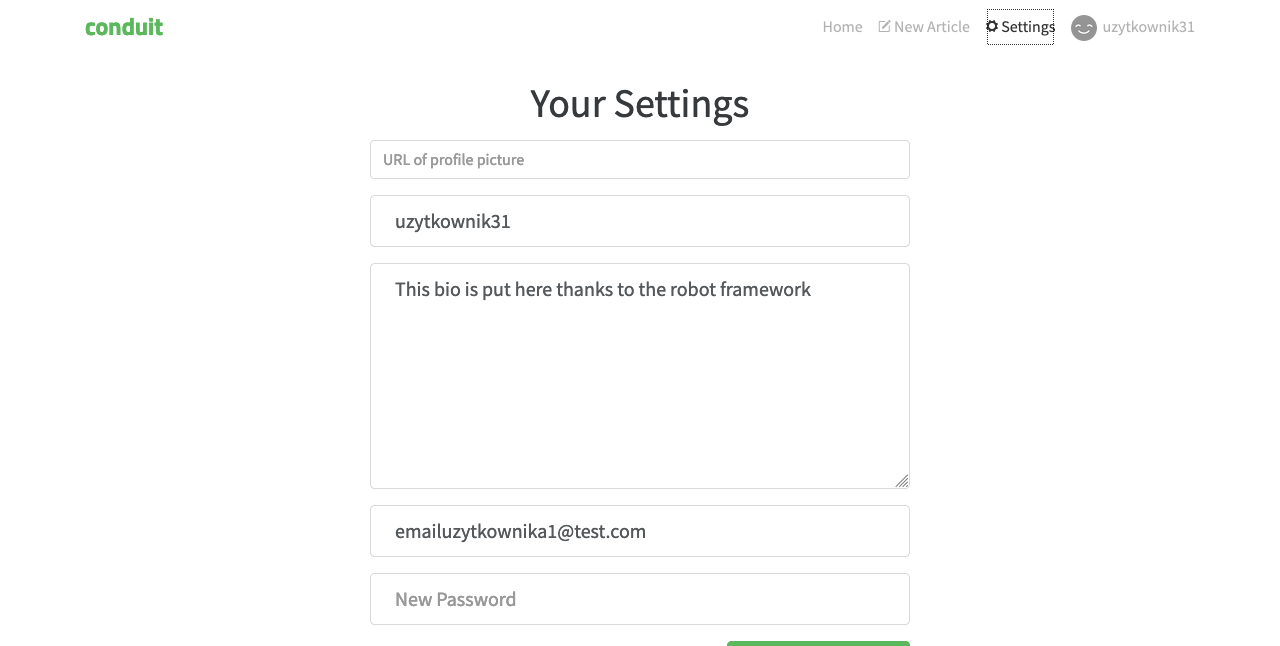 conduit
Home New Article Settings uzytkownik31
Your Settings
URL of profile picture
uzytkownik31
This bio is put here thanks to the robot framework
emailuzytkownika1@test.com
New Password